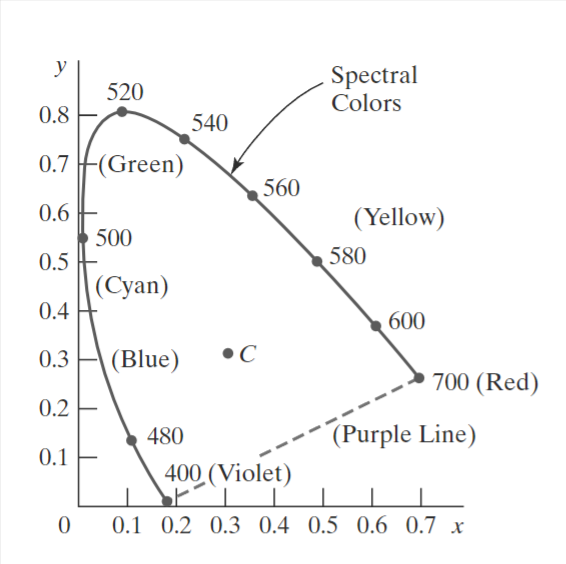 y
520
Spectral
Colors
0.8
540
0.7
(Green)
560
0.6
(Yellow)
500
580
0.5
(Cyan)
0.4
600
0.3
(Blue)
C
700 (Red)
0.2
480
(Purple Line)
0.1
400 (Violet)
0 0.1 0.2 0.3 0.4 0.5 0.6 0.7 x